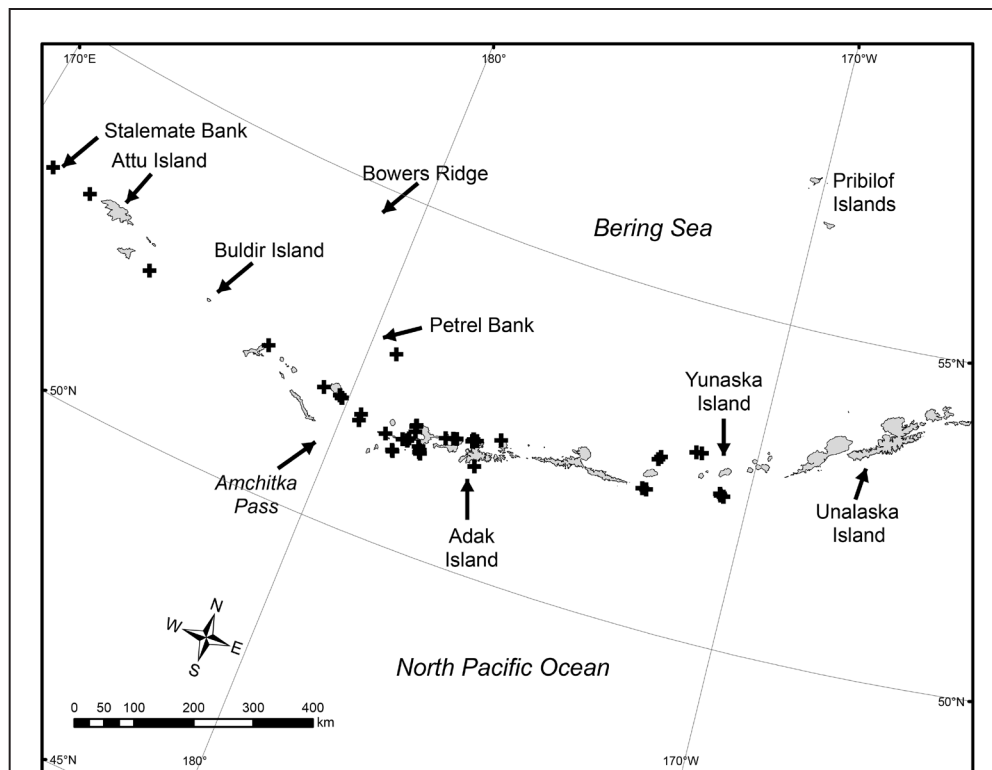 170°E
180°
170°W
Stalemate Bank
Attu Island
Bowers Ridge
Pribilof
Islands
Bering Sea
Buldir Island
Petrel Bank
55°N
50°N
Yunaska
Island
Amchitka
Pass
Unalaska
Island
Adak
Island
N
W
E
S
North Pacific Ocean
50°N
0 50 100 200 300 400
km
45°N
180°
170°W